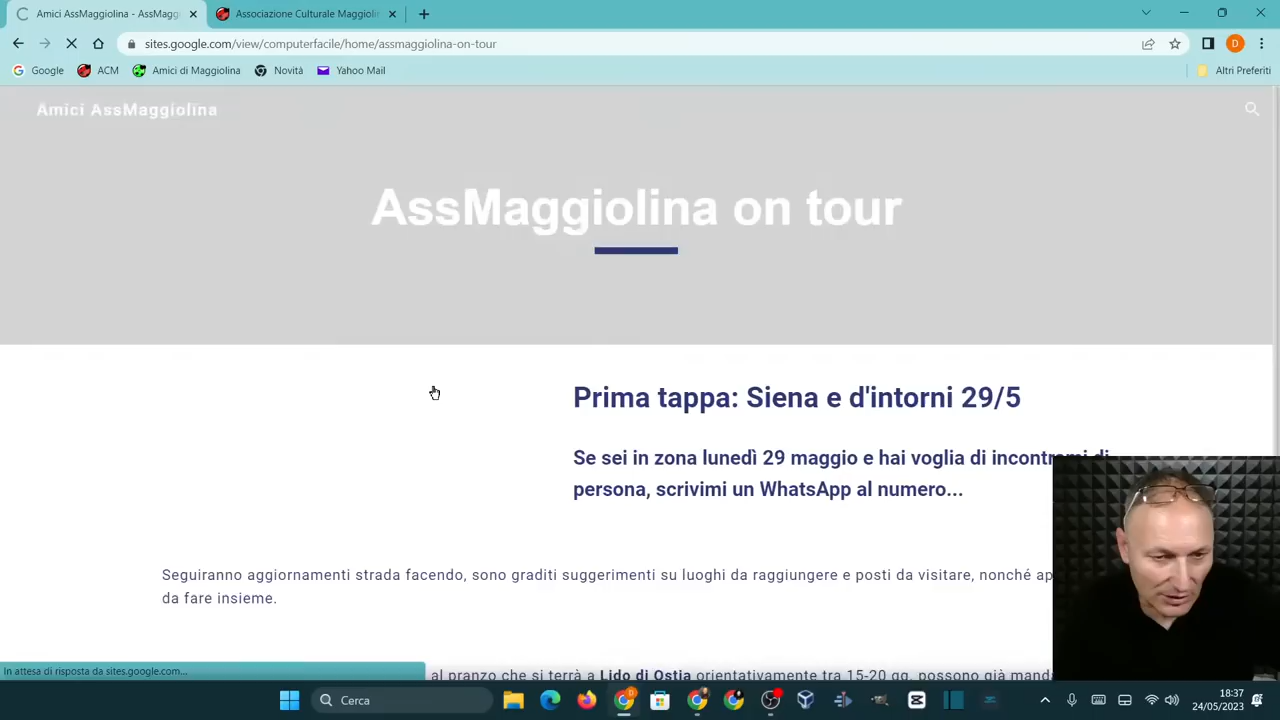 Amici AssMaggiolina - AssMaggi
Associazione Culturale Maggiolin
sites.google.com/view/computerfacile/home/assmaggiolina-on-tour
Google
ACM
Amici di Maggiolina
Novità
Yahoo Mail
Altri Preferiti
Amici AssMaggiolina
AssMaggiolina on tour
Prima tappa: Siena e d'intorni 29/5
Se sei in zona lunedì 29 maggio e hai voglia di incontrami di
persona, scrivimi un WhatsApp al numero...
Seguiranno aggiornamenti strada facendo, sono graditi suggerimenti su luoghi da raggiungere e posti da visitare, nonché ap
da fare insieme.
In attesa di risposta da sites.google.com...
al pranzo che si terrà a Lido di Ostia orientativamente tra 15-20 gg, possono già mand
Cerca
18:37
24/05/2023